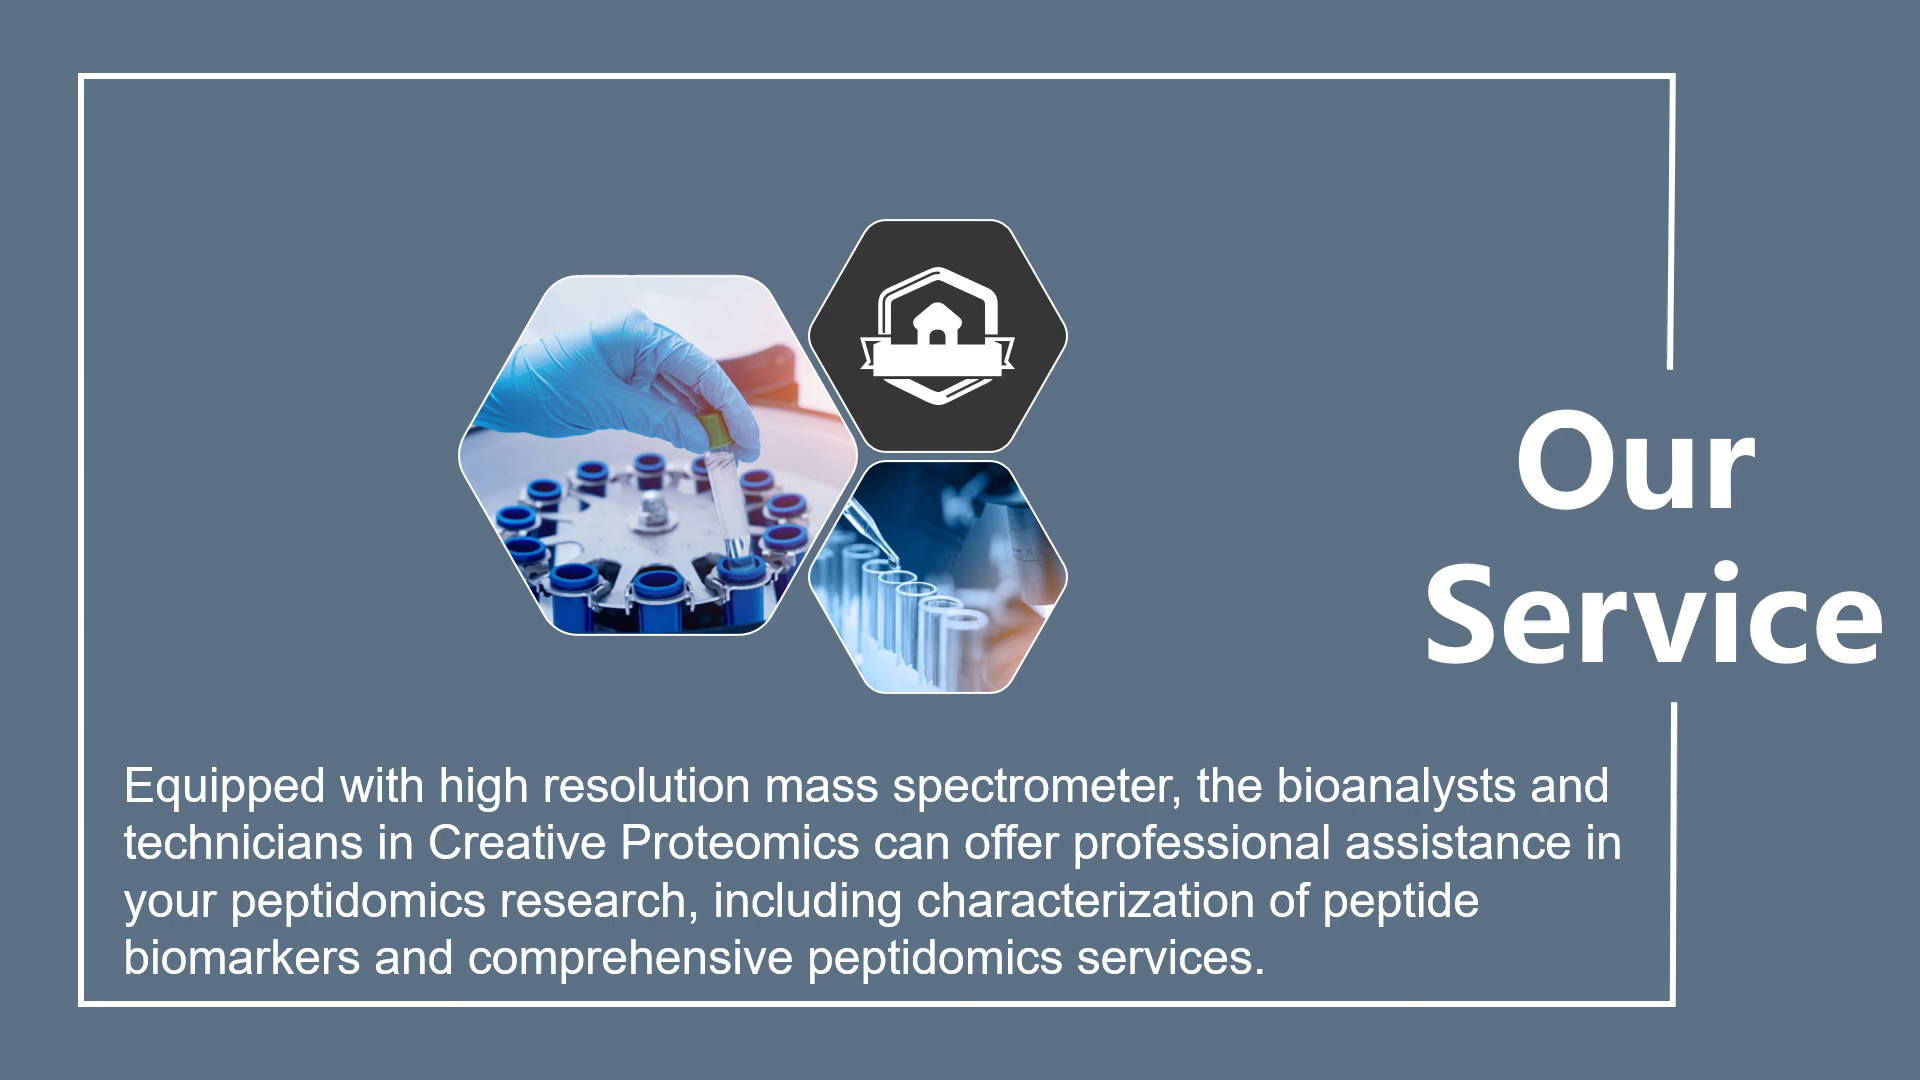 Our
Service
Equipped with high resolution mass spectrometer, the bioanalysts and
technicians in Creative Proteomics can offer professional assistance in
your peptidomics research, including characterization of peptide
biomarkers and comprehensive peptidomics services.